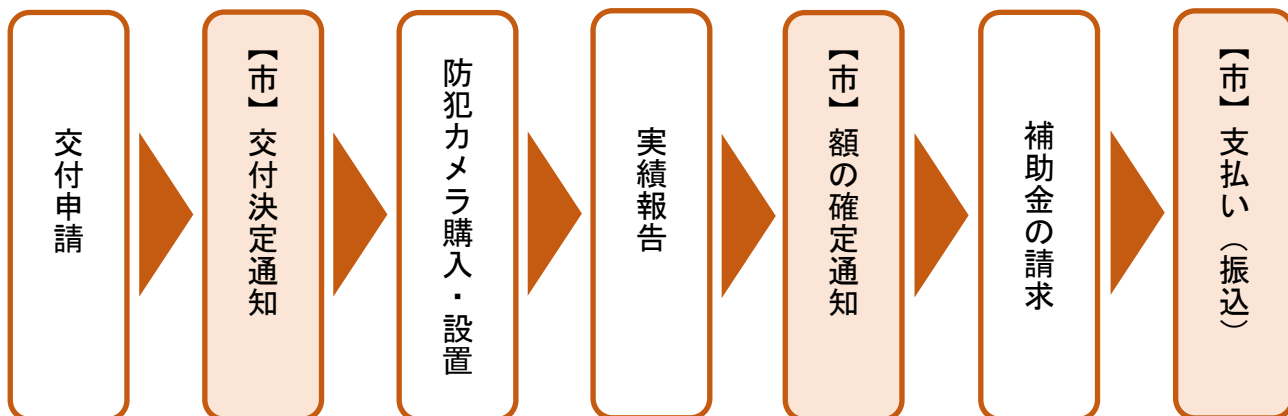 交付申請
【市】交付決定通知
防犯カメラ購入・設置
実績報告
【市】額の確定通知
補助金の請求
【市】支払い（振込）